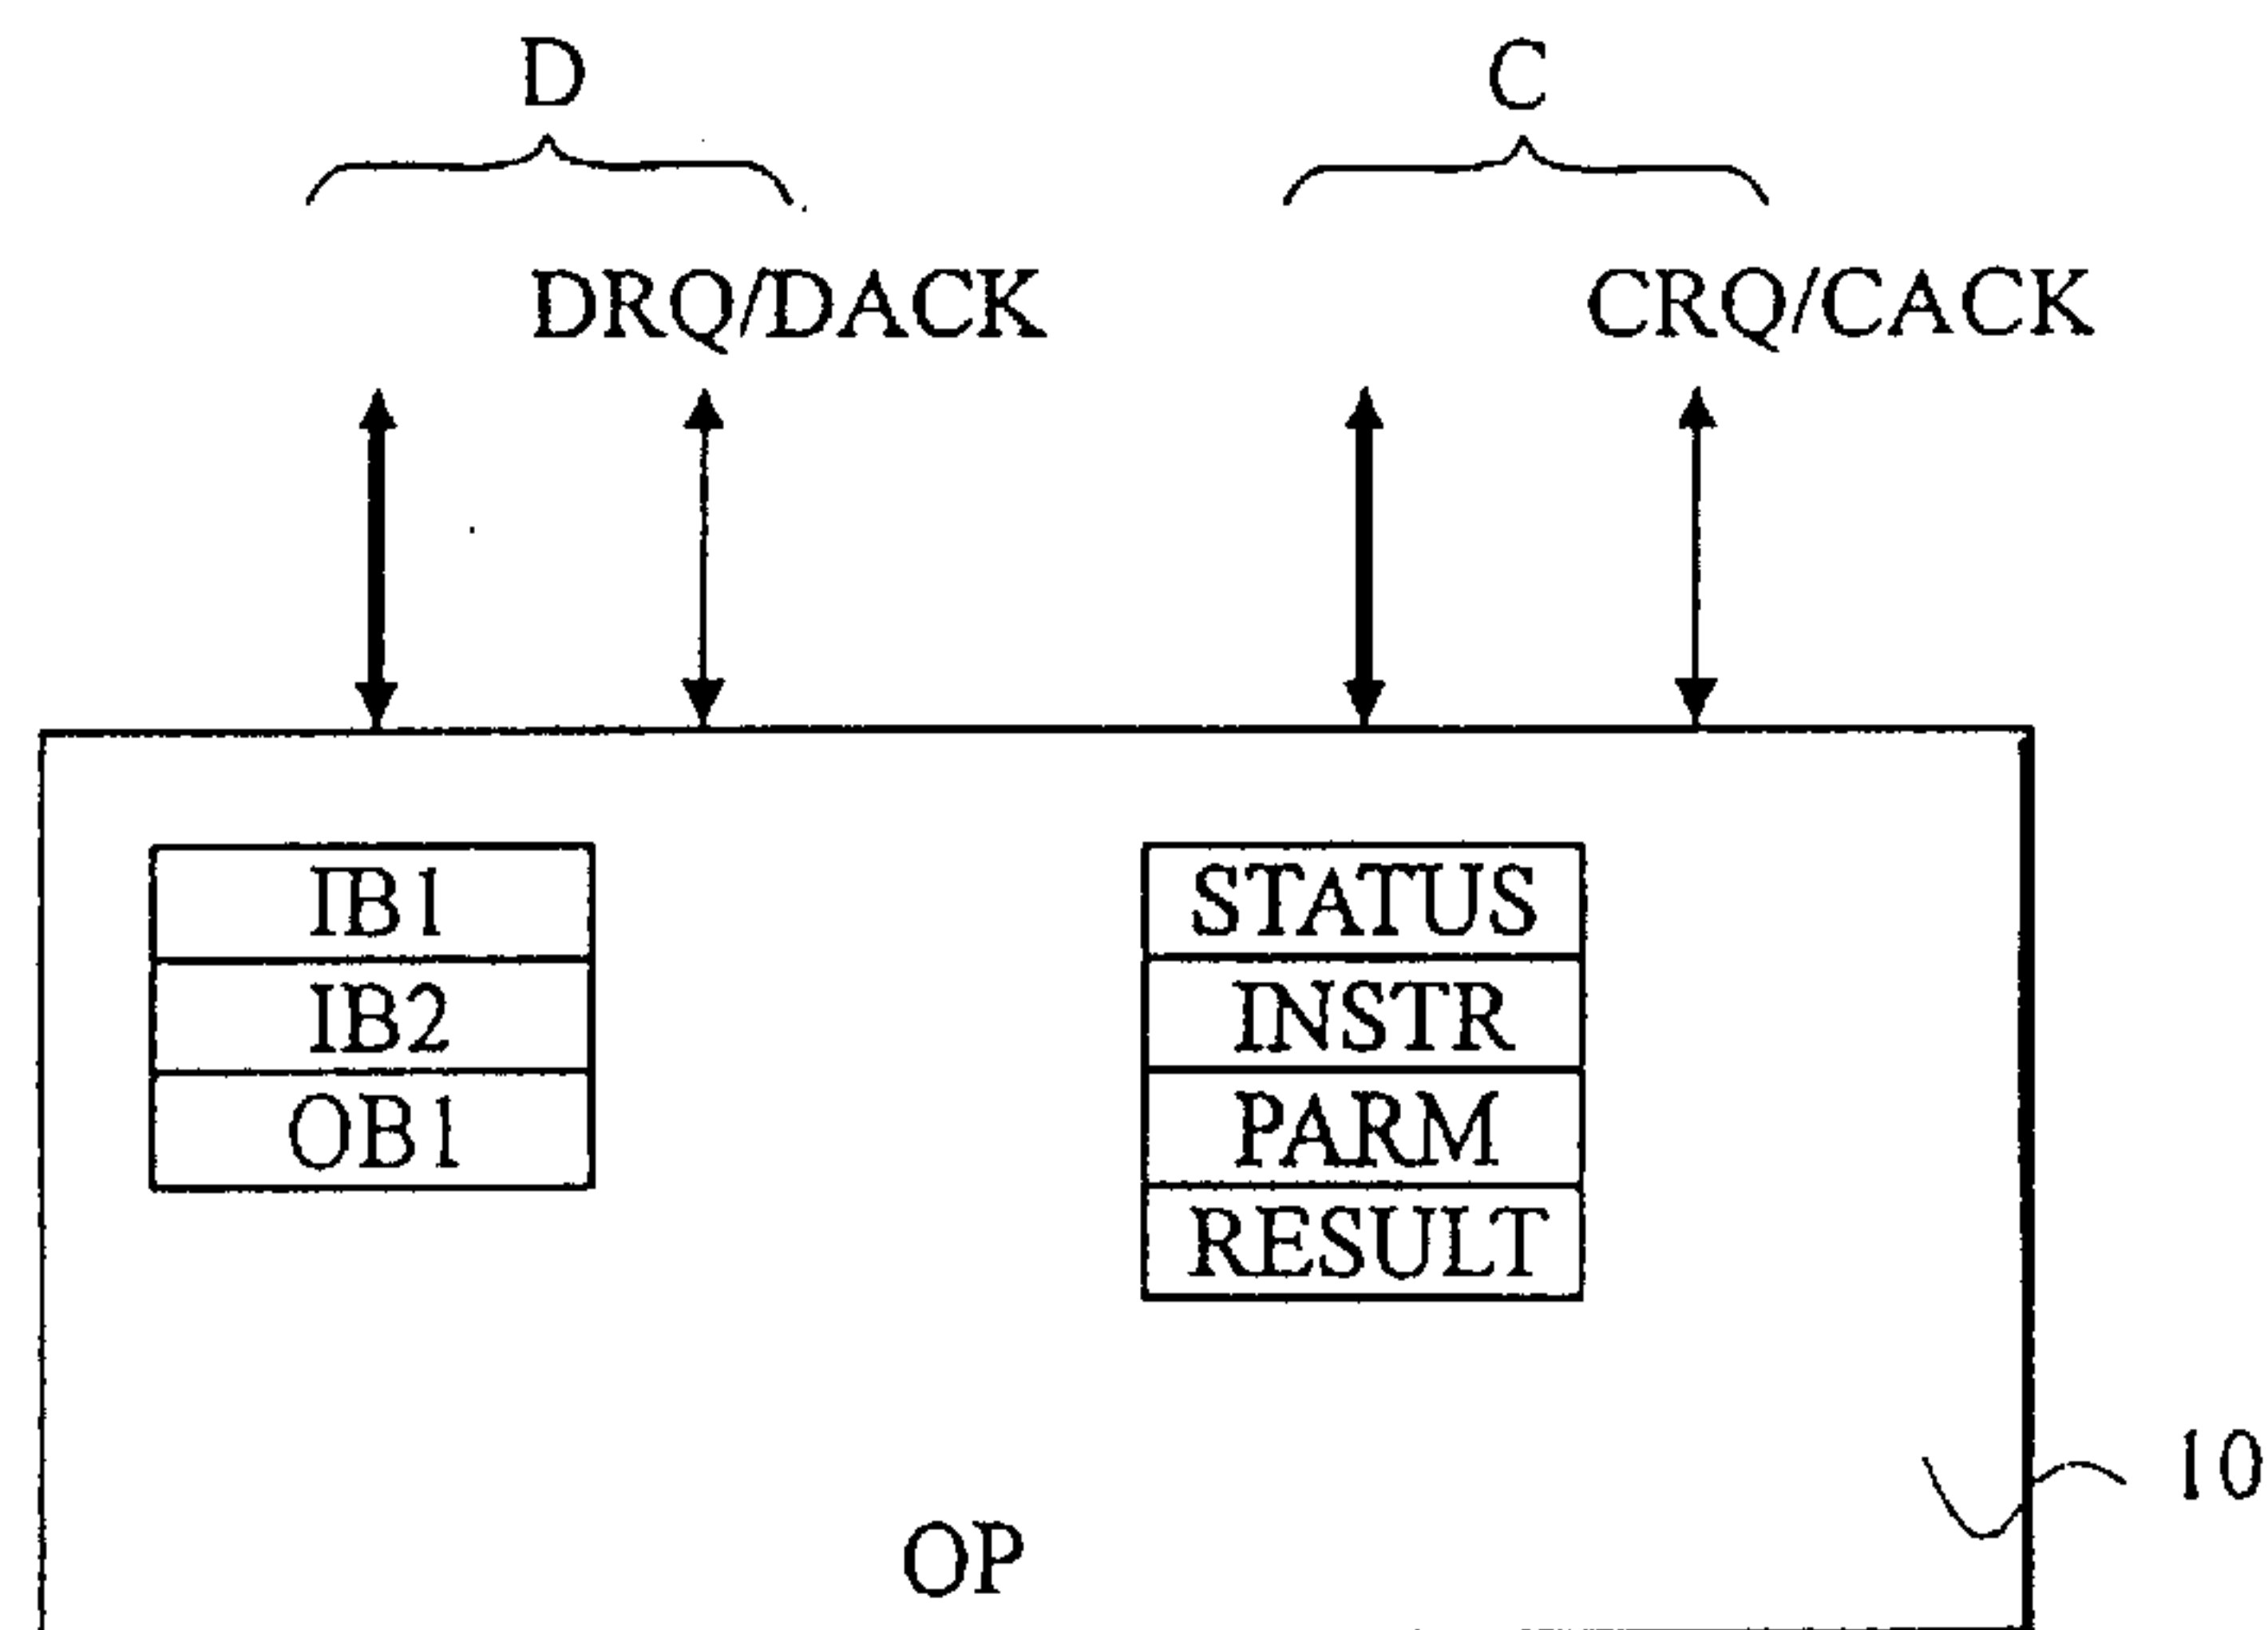 D
C
DRQ/DACK
CRQ/CACK
IB1
IB2
OB1
STATUS
INSTR
PARM
RESULT
10
OP